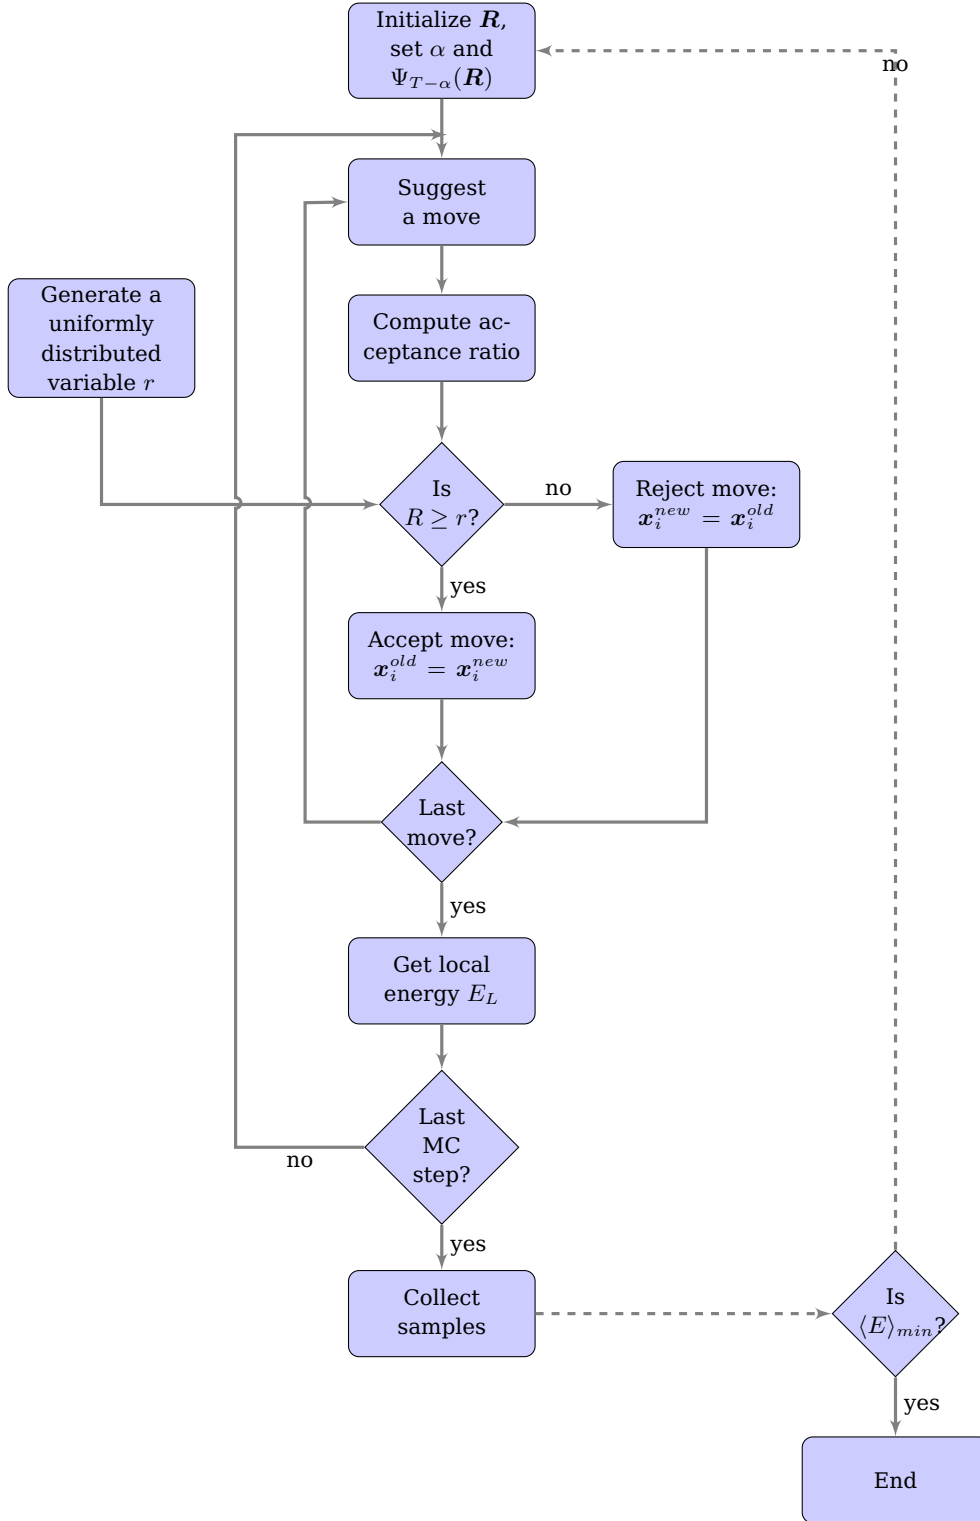 Initialize R,
set α and
Ψ_{T−α}(R)
no
Suggest
a move
Generate a
uniformly
distributed
variable r
Compute ac-
ceptance ratio
Is
R ≥ r?
no
Reject move:
x_i^{new} = x_i^{old}
yes
Accept move:
x_i^{old} = x_i^{new}
Last
move?
yes
Get local
energy E_L
Last
MC
step?
no
yes
Collect
samples
Is
⟨E⟩_{min}?
yes
End